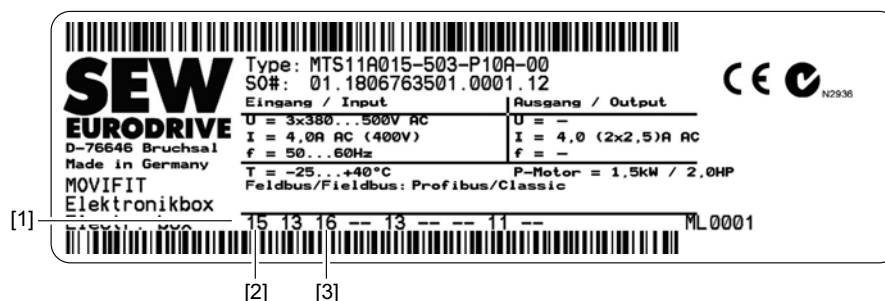 Type: MTS11A015-503-P10A-00
SO#: 01.1806763501.0001.12
SEW
EURODRIVE
D-76646 Bruchsal
Made in Germany
MOVIFIT
Elektronikbox
Eingang / Input
U = 3x380...500V AC
I = 4,0A AC (400V)
f = 50...60Hz
T = -25...+40°C
Feldbus/Fieldbus: Profibus/Classic
Ausgang / Output
U = –
I = 4,0 (2x2,5)A AC
f = –
P-Motor = 1,5kW / 2,0HP
CE
N2936
[1]
box
15 13 16 -- 13 -- -- 11 --
ML0001
[2]
[3]